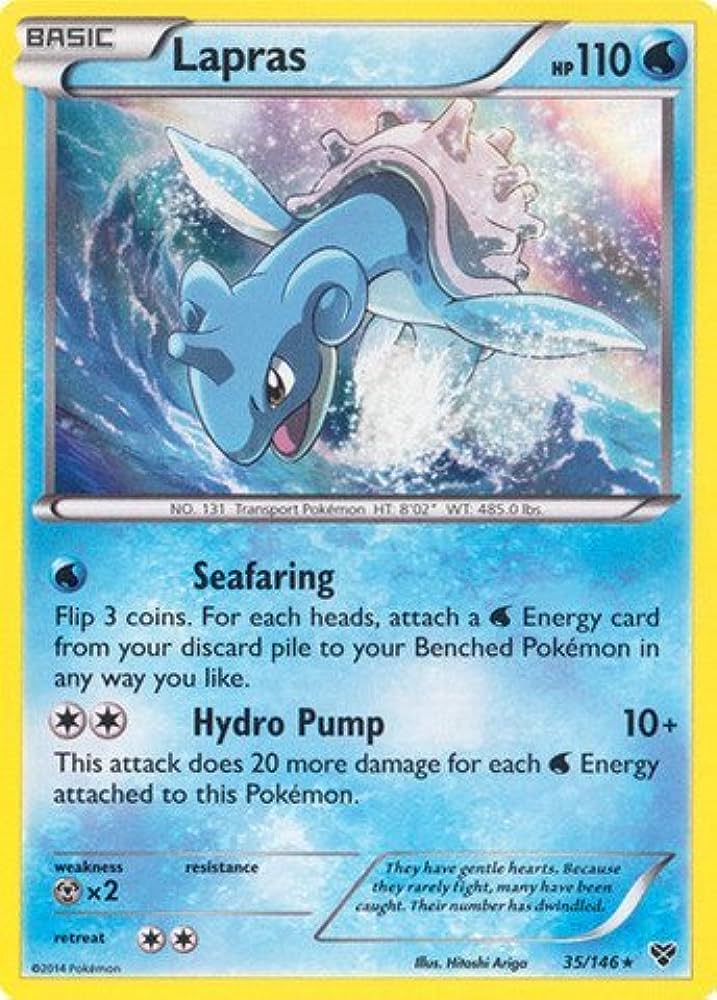 BASIC
Lapras
HP 110
NO. 131 Transport Pokémon HT: 8'02" WT: 485.0 lbs.
Seafaring
Flip 3 coins. For each heads, attach a Energy card
from your discard pile to your Benched Pokémon in
any way you like.
Hydro Pump 10+
This attack does 20 more damage for each Energy
attached to this Pokémon.
weakness resistance
×2
They have gentle hearts. Because
they rarely fight, many have been
caught. Their number has dwindled.
retreat
©2014 Pokémon
Illus. Hitoshi Ariga
35/146 ★
XY